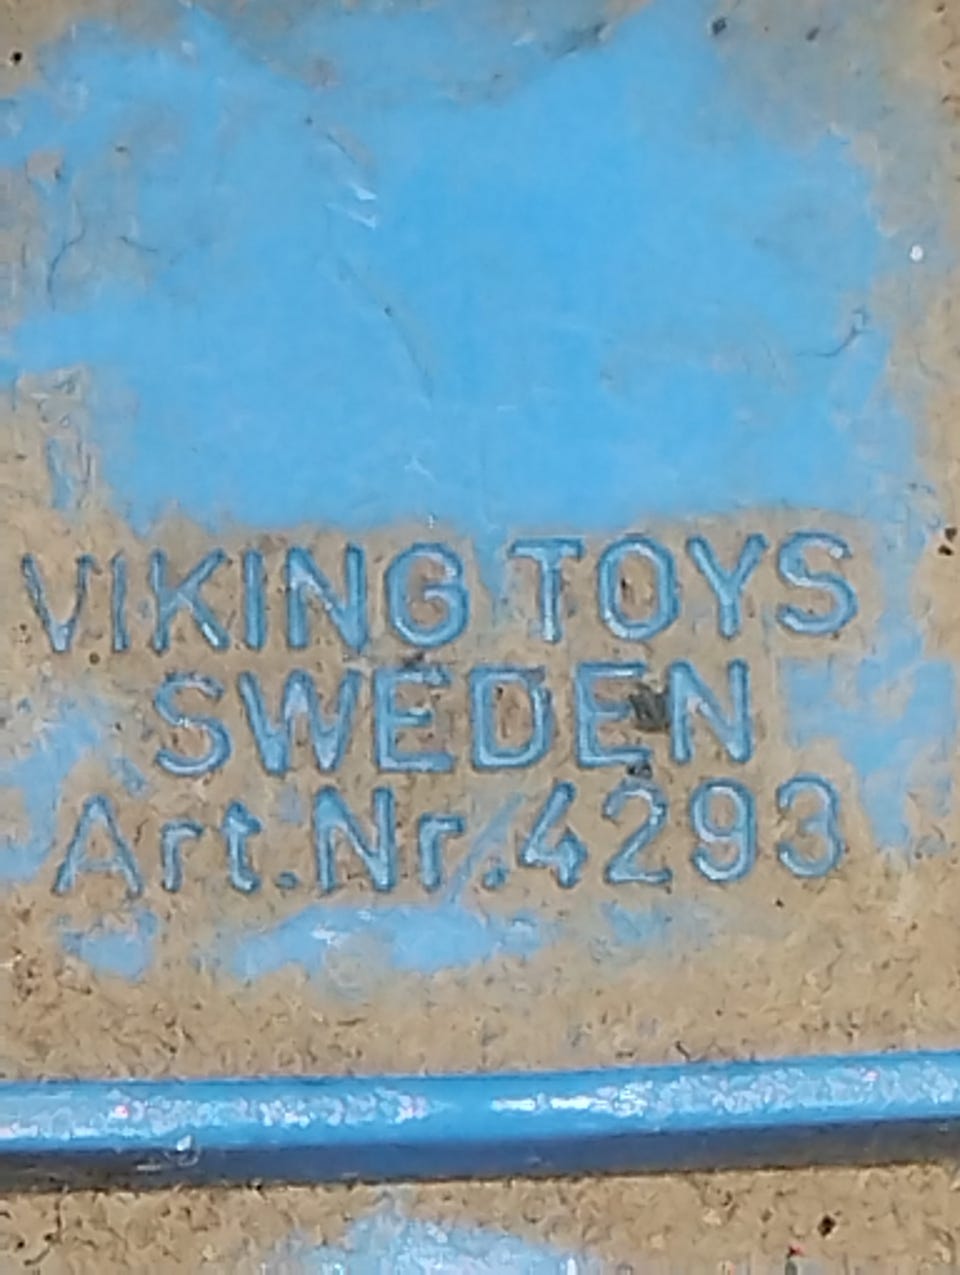 VIKING TOYS
SWEDEN
Art.Nr.4293